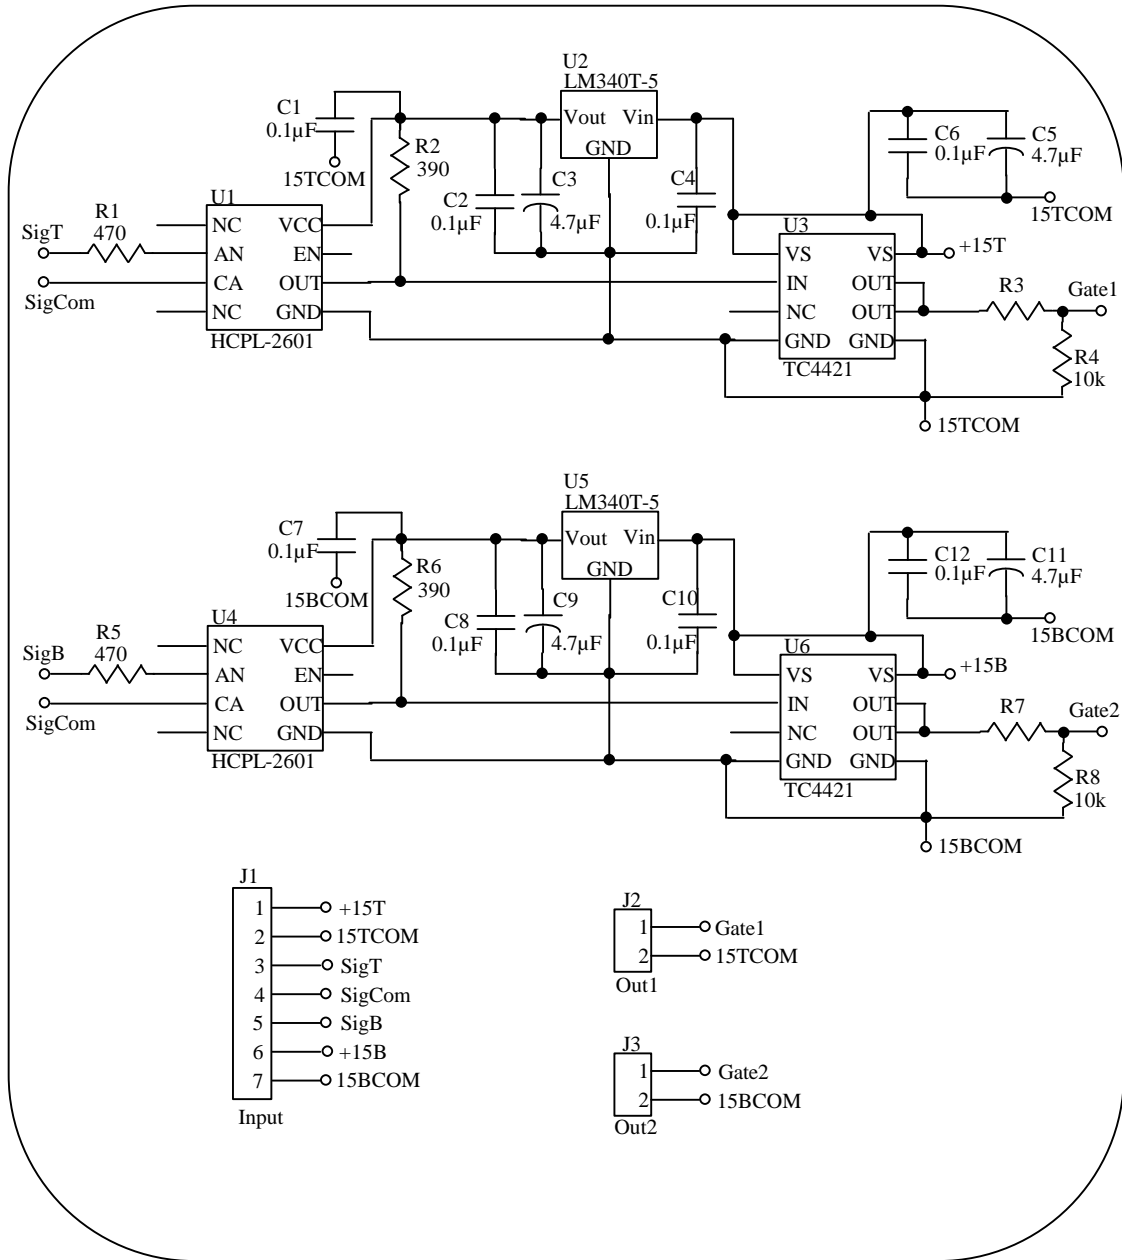 U2
LM340T-5
Vout Vin
GND
C1
0.1µF
15TCOM
R2
390
C2
0.1µF
C3
4.7µF
C4
0.1µF
C6
0.1µF
C5
4.7µF
15TCOM
SigT
R1
470
SigCom
U1
NC VCC
AN EN
CA OUT
NC GND
HCPL-2601
U3
VS VS
IN OUT
NC OUT
GND GND
TC4421
+15T
R3
Gate1
R4
10k
15TCOM
U5
LM340T-5
Vout Vin
GND
C7
0.1µF
15BCOM
R6
390
C8
0.1µF
C9
4.7µF
C10
0.1µF
C12
0.1µF
C11
4.7µF
15BCOM
SigB
R5
470
SigCom
U4
NC VCC
AN EN
CA OUT
NC GND
HCPL-2601
U6
VS VS
IN OUT
NC OUT
GND GND
TC4421
+15B
R7
Gate2
R8
10k
15BCOM
J1
1 +15T
2 15TCOM
3 SigT
4 SigCom
5 SigB
6 +15B
7 15BCOM
Input
J2
1 Gate1
2 15TCOM
Out1
J3
1 Gate2
2 15BCOM
Out2